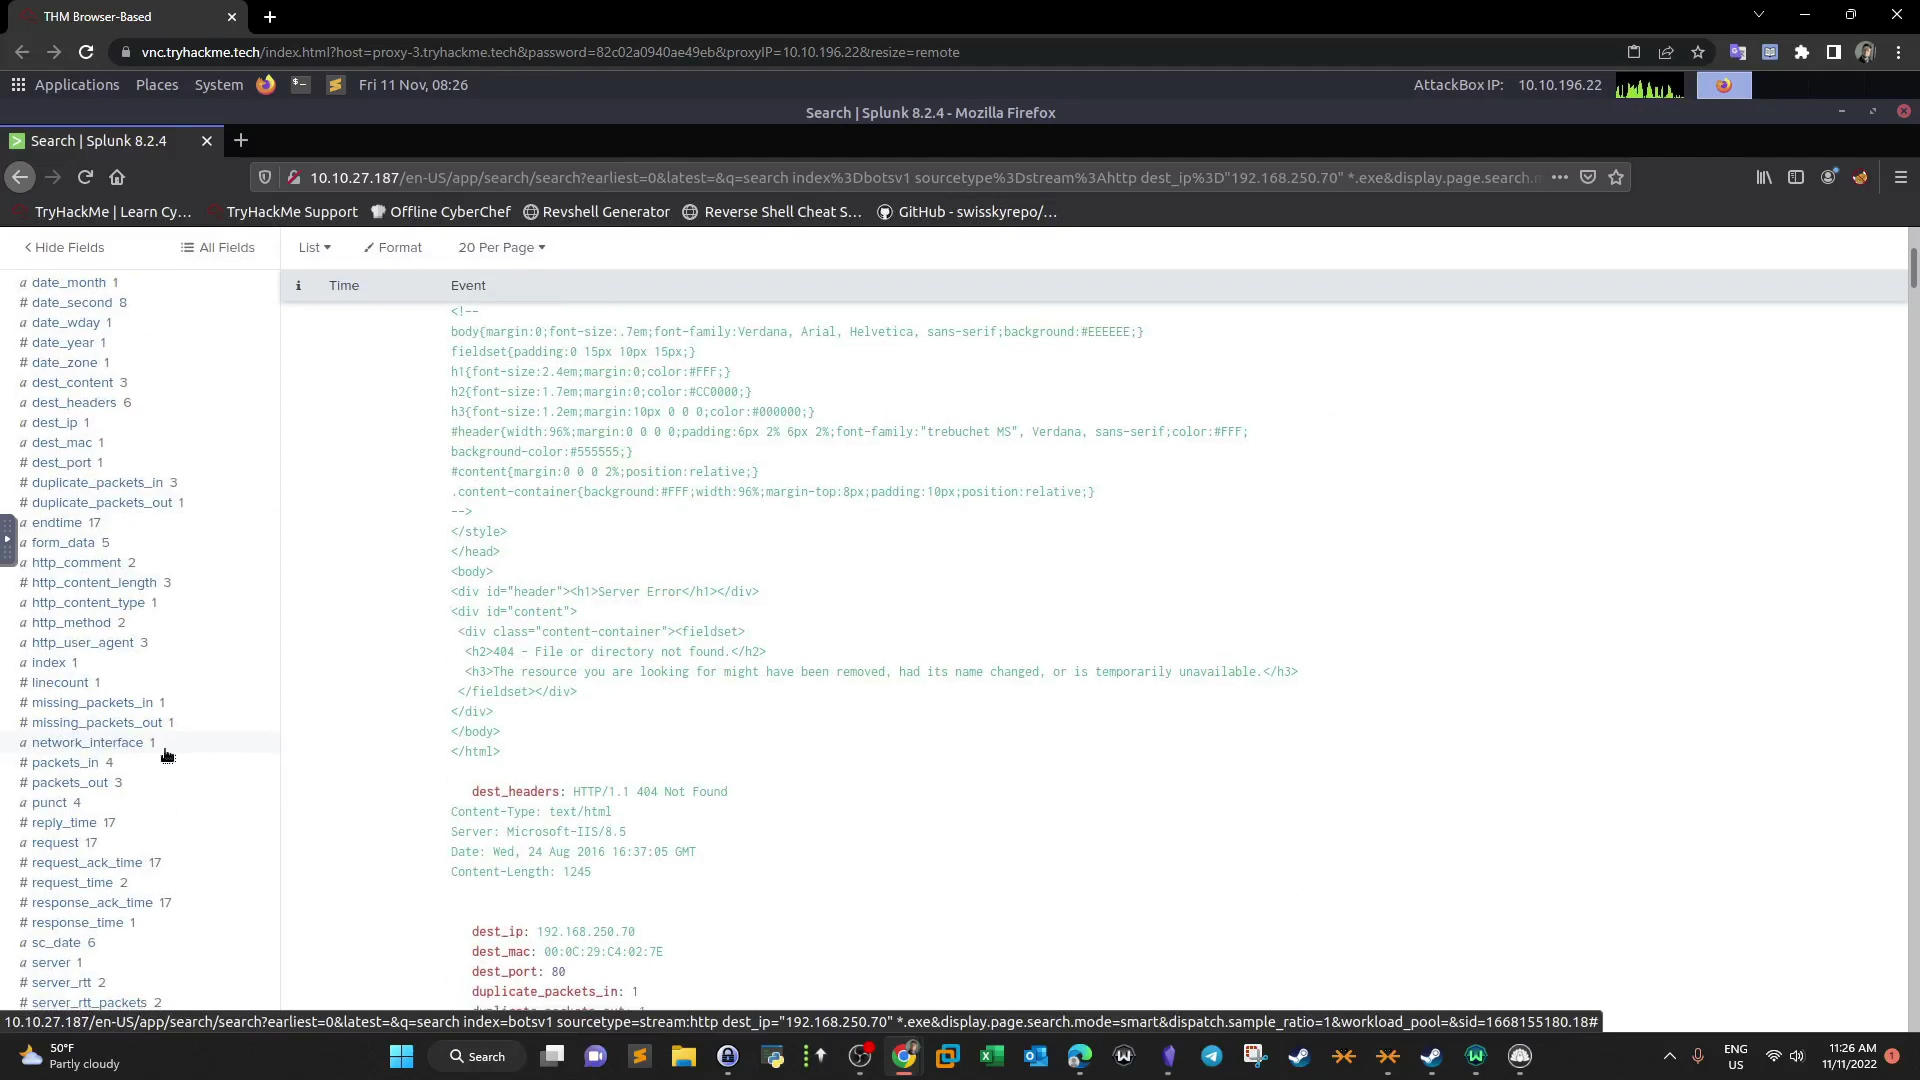 THM Browser-Based
vnc.tryhackme.tech/index.html?host=proxy-3.tryhackme.tech&password=82c02a0940ae49eb&proxyIP=10.10.196.22&resize=remote
Applications Places System Fri 11 Nov, 08:26 AttackBox IP: 10.10.196.22
Search | Splunk 8.2.4 - Mozilla Firefox
Search | Splunk 8.2.4
10.10.27.187/en-US/app/search/search?earliest=0&latest=&q=search index%3Dbotsv1 sourcetype%3Dstream%3Ahttp dest_ip%3D"192.168.250.70" *.exe&display.page.search.m
TryHackMe | Learn Cy… TryHackMe Support Offline CyberChef Revshell Generator Reverse Shell Cheat S… GitHub - swisskyrepo/…
< Hide Fields All Fields List Format 20 Per Page
i Time Event
a date_month 1
# date_second 8
a date_wday 1
# date_year 1
# date_zone 1
a dest_content 3
a dest_headers 6
a dest_ip 1
a dest_mac 1
# dest_port 1
# duplicate_packets_in 3
# duplicate_packets_out 1
a endtime 17
a form_data 5
a http_comment 2
# http_content_length 3
a http_content_type 1
a http_method 2
a http_user_agent 3
a index 1
# linecount 1
# missing_packets_in 1
# missing_packets_out 1
a network_interface 1
# packets_in 4
# packets_out 3
a punct 4
# reply_time 17
a request 17
# request_ack_time 17
# request_time 2
# response_ack_time 17
# response_time 1
# sc_date 6
a server 1
# server_rtt 2
# server_rtt_packets 2
<!--
body{margin:0;font-size:.7em;font-family:Verdana, Arial, Helvetica, sans-serif;background:#EEEEEE;}
fieldset{padding:0 15px 10px 15px;}
h1{font-size:2.4em;margin:0;color:#FFF;}
h2{font-size:1.7em;margin:0;color:#CC0000;}
h3{font-size:1.2em;margin:10px 0 0 0;color:#000000;}
#header{width:96%;margin:0 0 0 0;padding:6px 2% 6px 2%;font-family:"trebuchet MS", Verdana, sans-serif;color:#FFF;
background-color:#555555;}
#content{margin:0 0 0 2%;position:relative;}
.content-container{background:#FFF;width:96%;margin-top:8px;padding:10px;position:relative;}
-->
</style>
</head>
<body>
<div id="header"><h1>Server Error</h1></div>
<div id="content">
<div class="content-container"><fieldset>
<h2>404 - File or directory not found.</h2>
<h3>The resource you are looking for might have been removed, had its name changed, or is temporarily unavailable.</h3>
</fieldset></div>
</div>
</body>
</html>
dest_headers: HTTP/1.1 404 Not Found
Content-Type: text/html
Server: Microsoft-IIS/8.5
Date: Wed, 24 Aug 2016 16:37:05 GMT
Content-Length: 1245
dest_ip: 192.168.250.70
dest_mac: 00:0C:29:C4:02:7E
dest_port: 80
duplicate_packets_in: 1
10.10.27.187/en-US/app/search/search?earliest=0&latest=&q=search index=botsv1 sourcetype=stream:http dest_ip="192.168.250.70" *.exe&display.page.search.mode=smart&dispatch.sample_ratio=1&workload_pool=&sid=1668155180.18#
50°F
Partly cloudy
Search
ENG
US
11:26 AM
11/11/2022
1